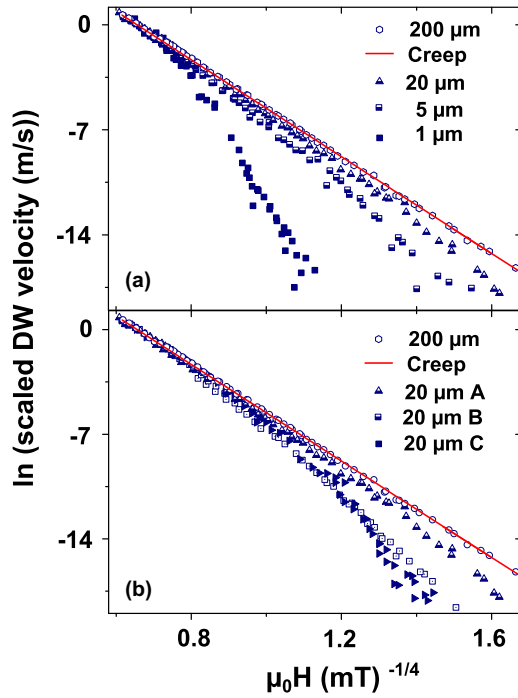 0
-7
-14
200 µm
Creep
20 µm
5 µm
1 µm
(a)
0
-7
-14
200 µm
Creep
20 µm A
20 µm B
20 µm C
(b)
0.8
1.2
1.6
ln (scaled DW velocity (m/s))
µ₀H (mT) ⁻¹/⁴